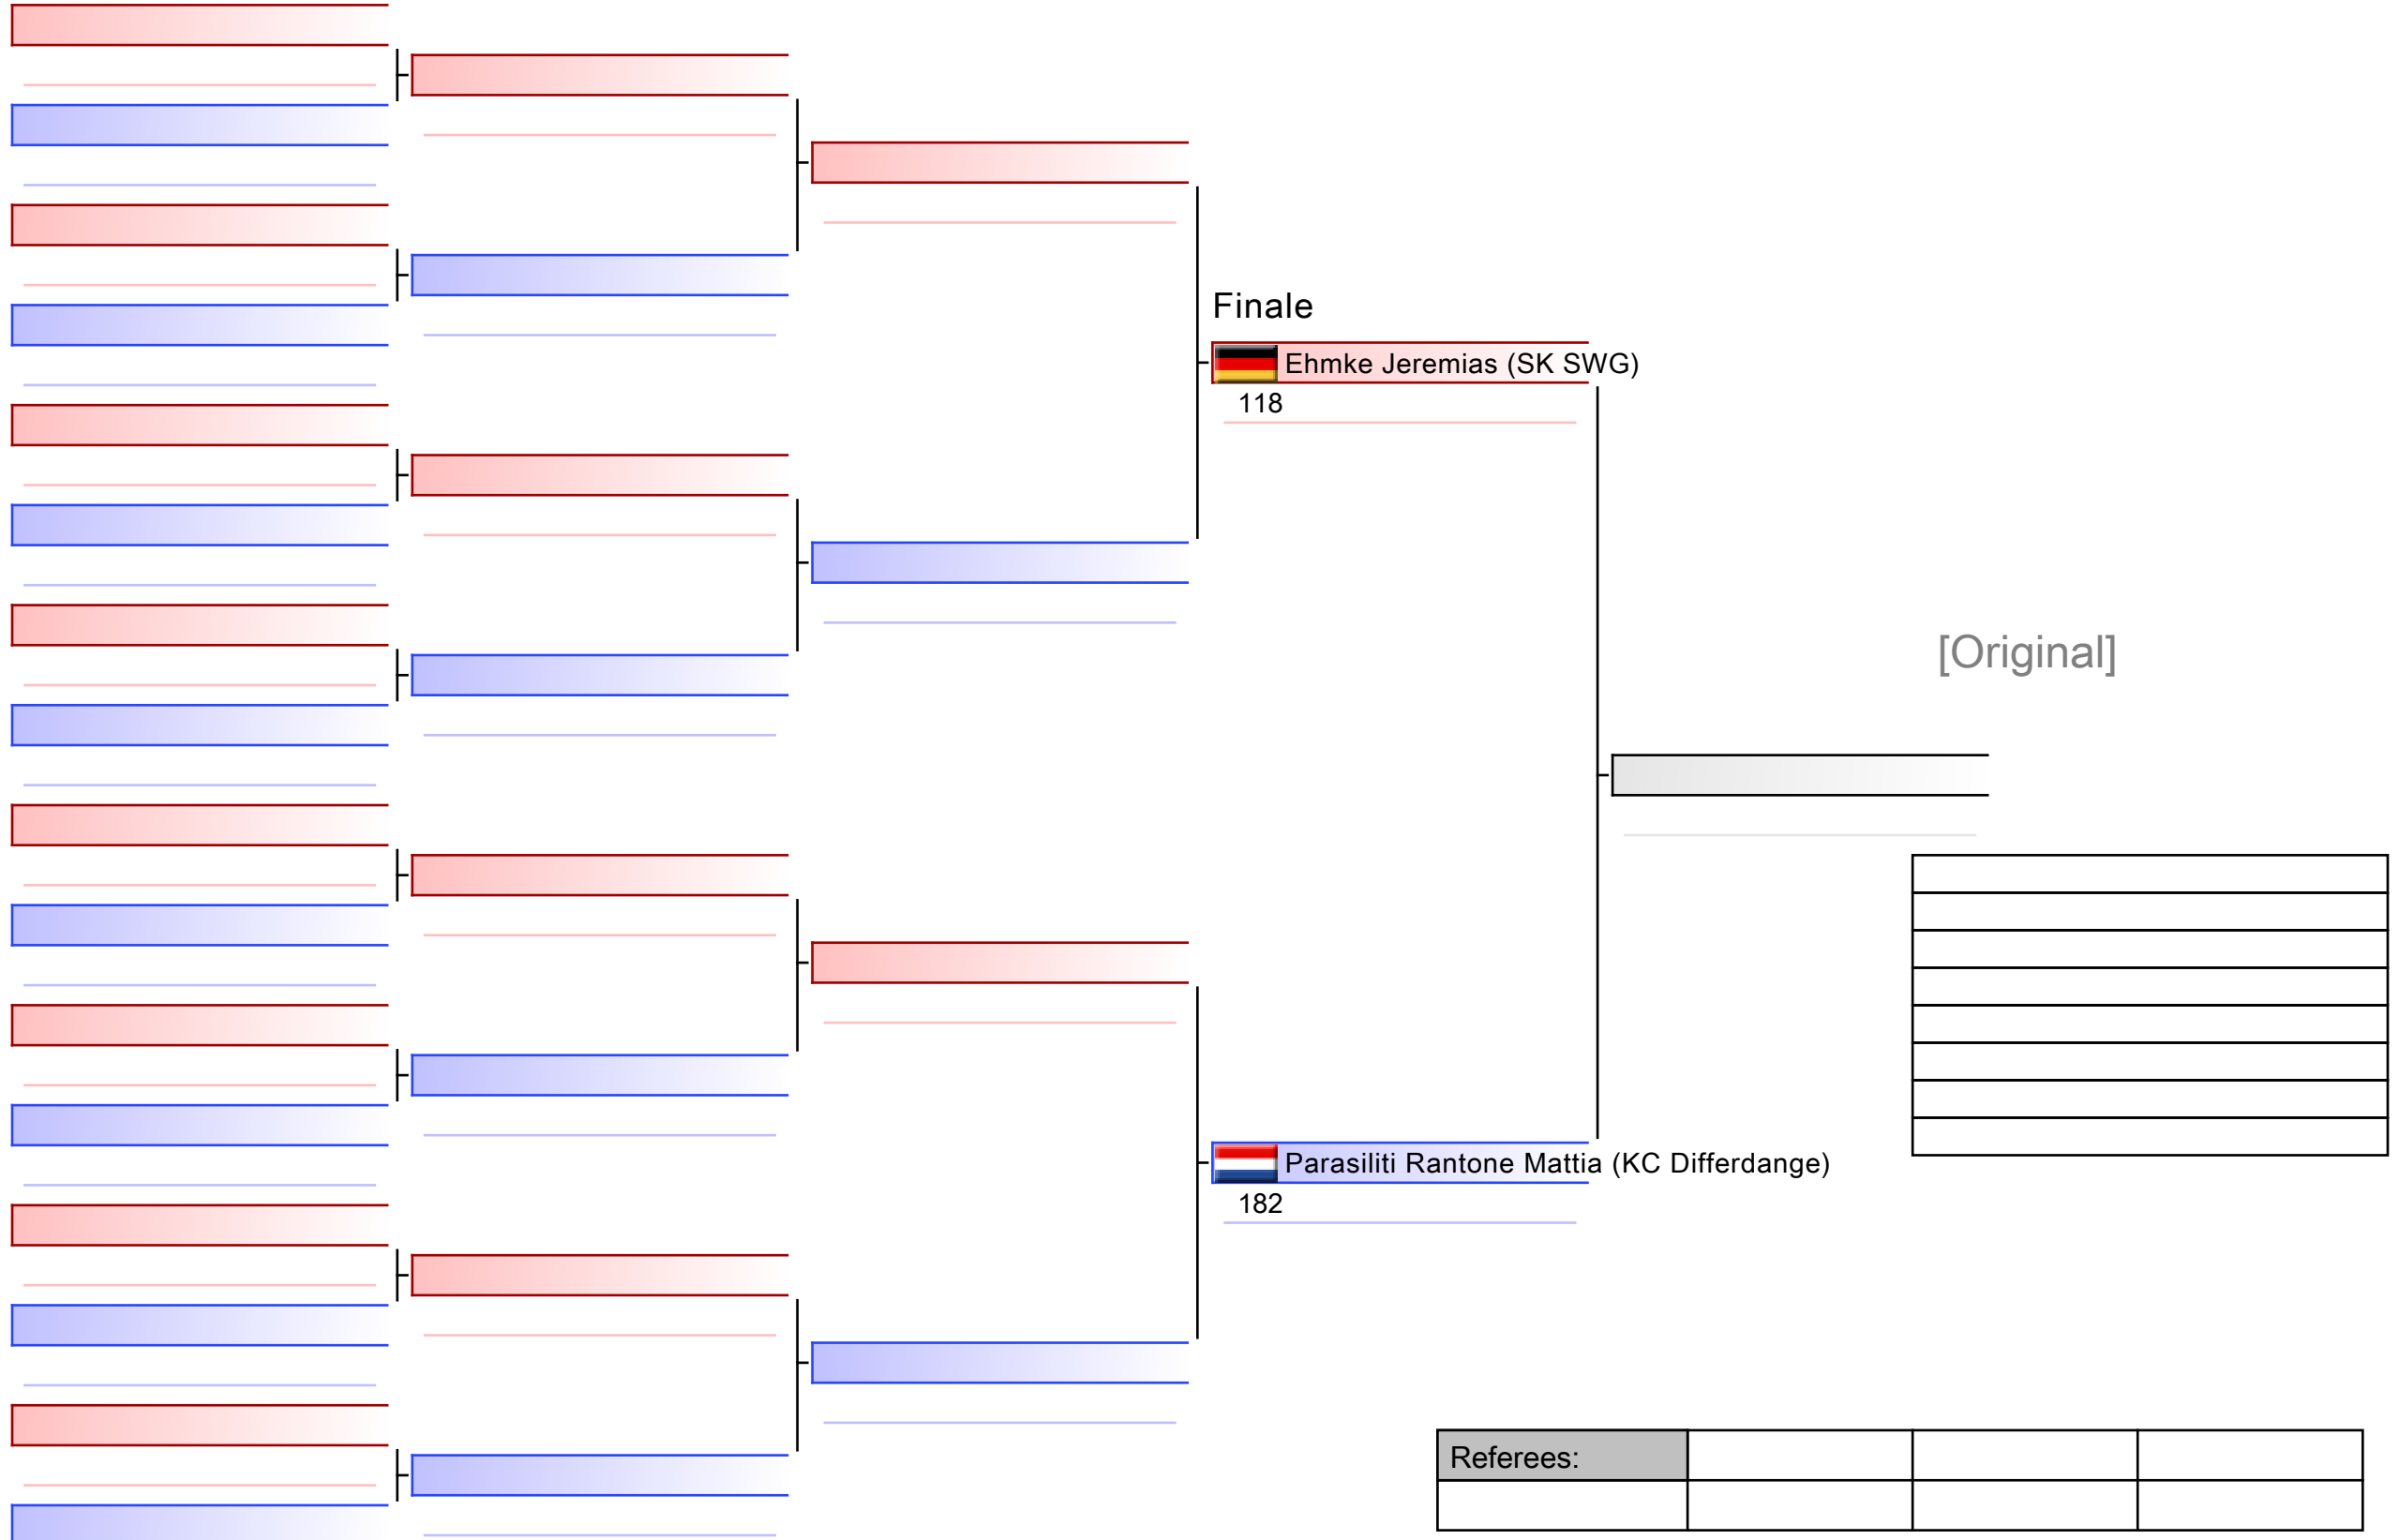 Finale
Ehmke Jeremias (SK SWG)
118
[Original]
Parasiliti Rantone Mattia (KC Differdange)
182
Referees: